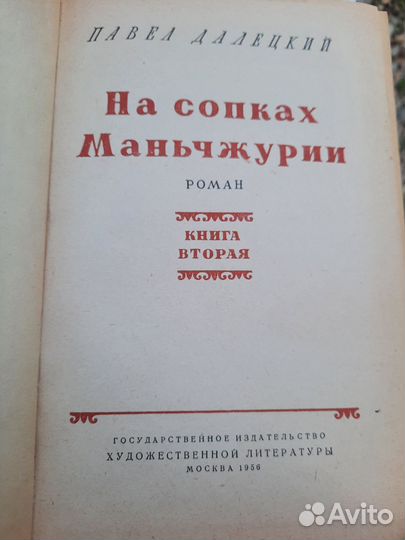 ПАВЕЛ ДАЛЕЦКИЙ
На сопках
Маньчжурии
РОМАН
КНИГА
ВТОРАЯ
ГОСУДАРСТВЕННОЕ ИЗДАТЕЛЬСТВО
ХУДОЖЕСТВЕННОЙ ЛИТЕРАТУРЫ
МОСКВА 1956
Avito